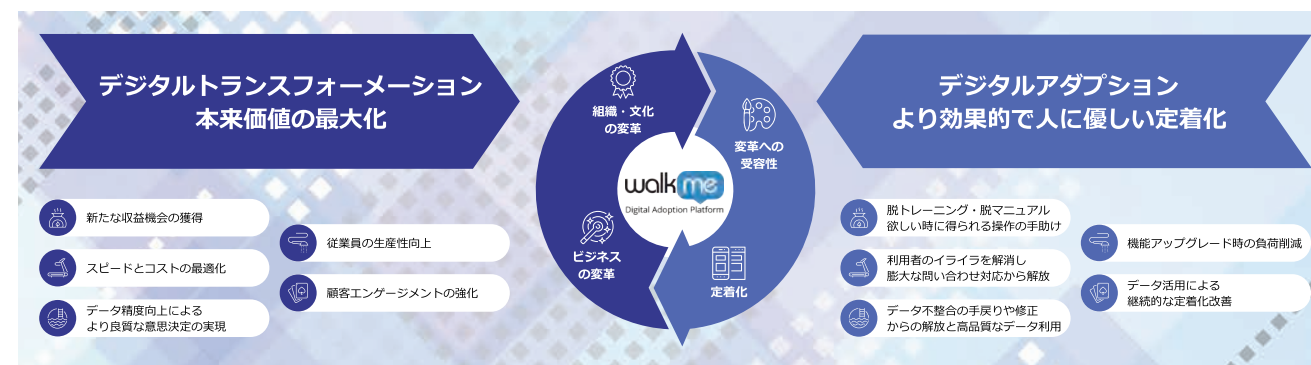 デジタルトランスフォーメーション
本来価値の最大化
新たな収益機会の獲得
スピードとコストの最適化
データ精度向上による
より良質な意思決定の実現
従業員の生産性向上
顧客エンゲージメントの強化
組織・文化
の変革
変革への
受容性
walkme
Digital Adoption Platform
ビジネス
の変革
定着化
デジタルアダプション
より効果的で人に優しい定着化
脱トレーニング・脱マニュアル
欲しい時に得られる操作の手助け
利用者のイライラを解消し
膨大な問い合わせ対応から解放
データ不整合の手戻りや修正
からの解放と高品質なデータ利用
機能アップグレード時の負荷削減
データ活用による
継続的な定着化改善